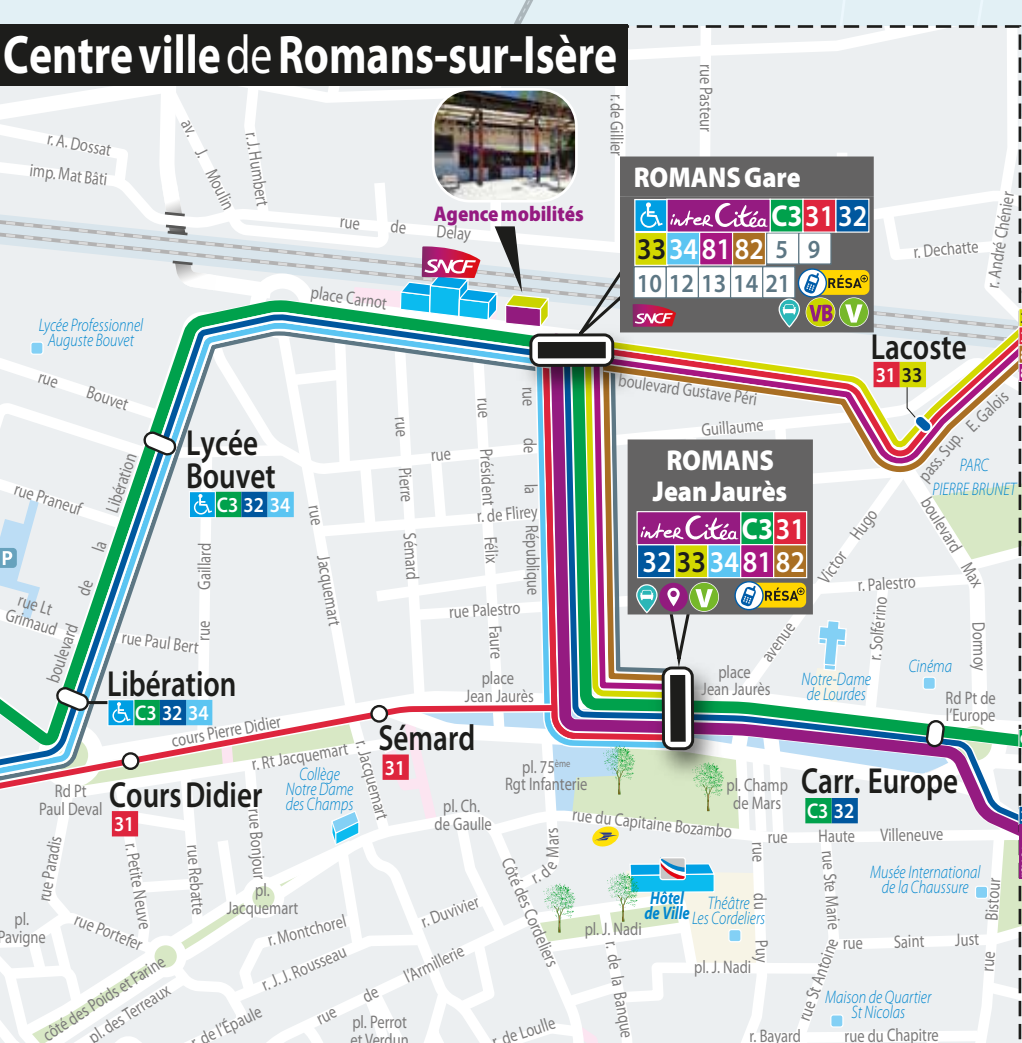 Centre ville de Romans-sur-Isère
r. de Gillier
rue Pasteur
r. A. Dossat
imp. Mat Bâti
av. J. Moulin
r. J. Humbert
rue de Delay
Agence mobilités
SNCF
place Carnot
ROMANS Gare
interCitéa C3 31 32
33 34 81 82 5 9
10 12 13 14 21 RÉSA+
SNCF VB V
r. Dechatte
r. André Chénier
Lacoste
31 33
Lycée Professionnel
Auguste Bouvet
rue Bouvet
boulevard Gustave Péri
Guillaume
pass. Sup. E. Galois
PARC
PIERRE BRUNET
Lycée
Bouvet
C3 32 34
rue Praneuf
P
boulevard de la Libération
rue Gaillard
rue Jacquemart
rue Pierre Sémard
rue
rue Président Félix Faure
r. de Flirey
rue de la République
ROMANS
Jean Jaurès
interCitéa C3 31
32 33 34 81 82
V RÉSA+
avenue Victor Hugo
boulevard Max Dormoy
r. Palestro
r. Solférino
rue Lt
Grimaud
rue Paul Bert
rue Palestro
Notre-Dame
de Lourdes
Cinéma
Rd Pt de
l'Europe
place
Jean Jaurès
place
Jean Jaurès
Libération
C3 32 34
cours Pierre Didier
Sémard
31
r. Rt Jacquemart
r. Jacquemart
Collège
Notre Dame
des Champs
Rd Pt
Paul Deval
Cours Didier
31
pl. 75ème
Rgt Infanterie
pl. Champ
de Mars
Carr. Europe
C3 32
pl. Ch.
de Gaulle
rue du Capitaine Bozambo
rue Haute Villeneuve
rue Paradis
r. Petite Neuve
rue Rebatte
rue Bonjour
pl.
Jacquemart
r. de Mars
Côté des Cordeliers
Hôtel
de Ville
Théâtre
Les Cordeliers
Musée International
de la Chaussure
rue Bistour
rue Ste Marie
rue du Puy
pl.
Pavigne
rue Portefer
r. Montchorel
r. Duvivier
pl. J. Nadi
pl. J. Nadi
rue Saint Just
r. J.J. Rousseau
rue de l'Armillerie
r. de la Banque
rue St Antoine
côté des Poids et Farine
pl. des Terreaux
r. de l'Épaule
pl. Perrot
et Verdun
r. de Loulle
Maison de Quartier
St Nicolas
r. Bayard
rue du Chapitre